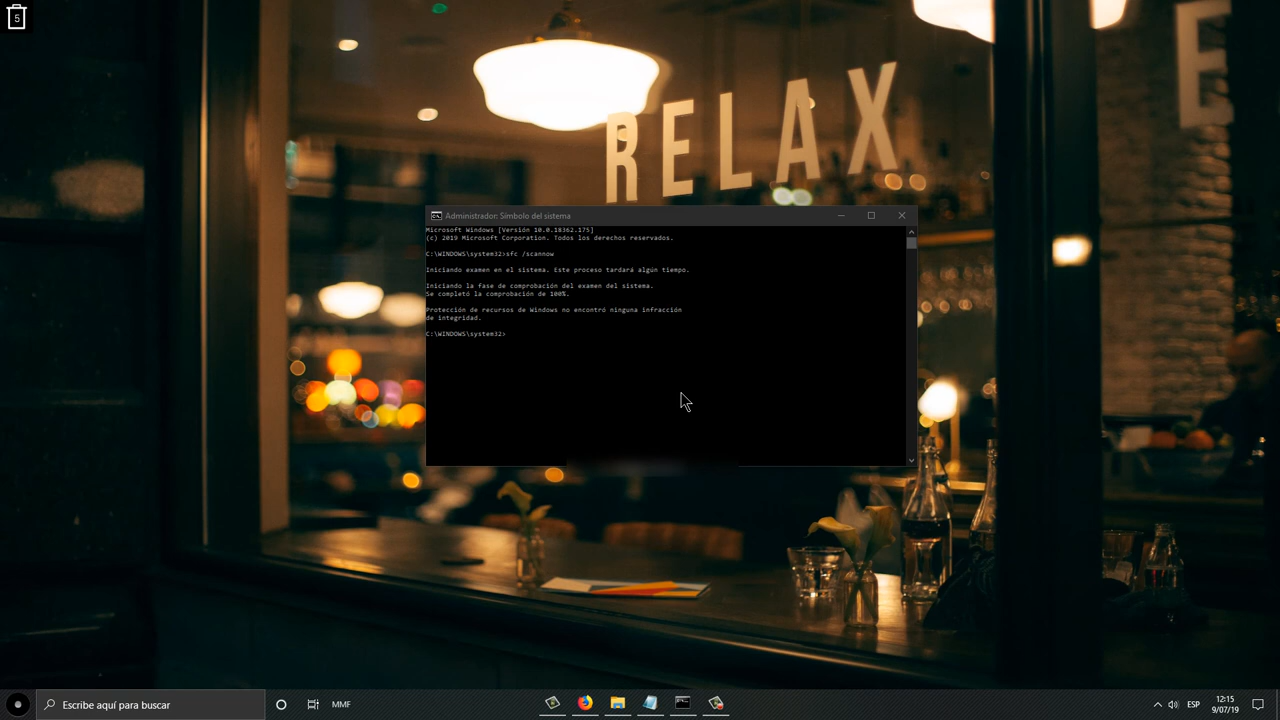 5
RELAX
E
Administrador: Símbolo del sistema
Microsoft Windows [Versión 10.0.18362.175]
(c) 2019 Microsoft Corporation. Todos los derechos reservados.
C:\WINDOWS\system32>sfc /scannow
Iniciando examen en el sistema. Este proceso tardará algún tiempo.
Iniciando la fase de comprobación del examen del sistema.
Se completó la comprobación de 100%.
Protección de recursos de Windows no encontró ninguna infracción
de integridad.
C:\WINDOWS\system32>
Escribe aquí para buscar
MMF
ESP
12:15
9/07/19